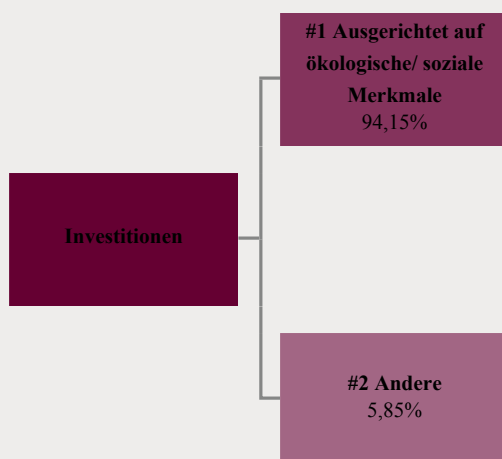 #1 Ausgerichtet auf
ökologische/ soziale
Merkmale
94,15%
Investitionen
#2 Andere
5,85%